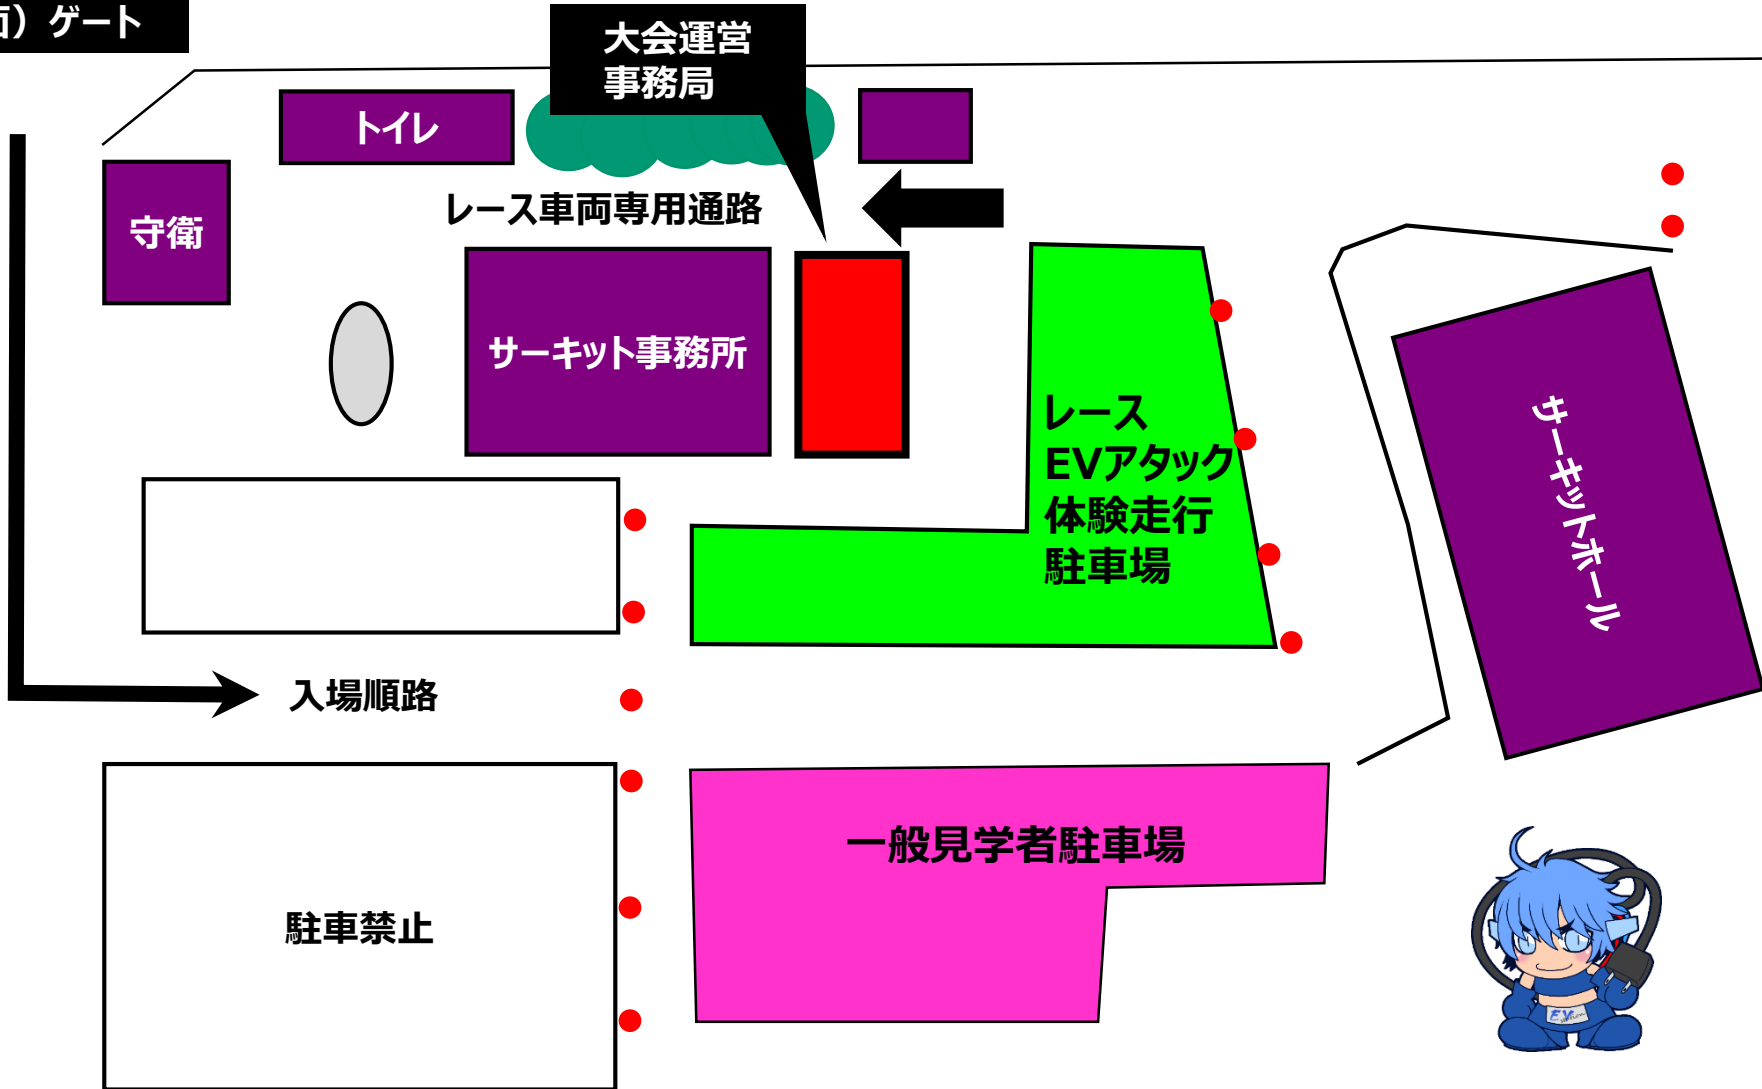 ）ゲート
大会運営
事務局
トイレ
守衛
レース車両専用通路
サーキット事務所
レース
EVアタック
体験走行
駐車場
サーキットホール
入場順路
一般見学者駐車場
駐車禁止
EV